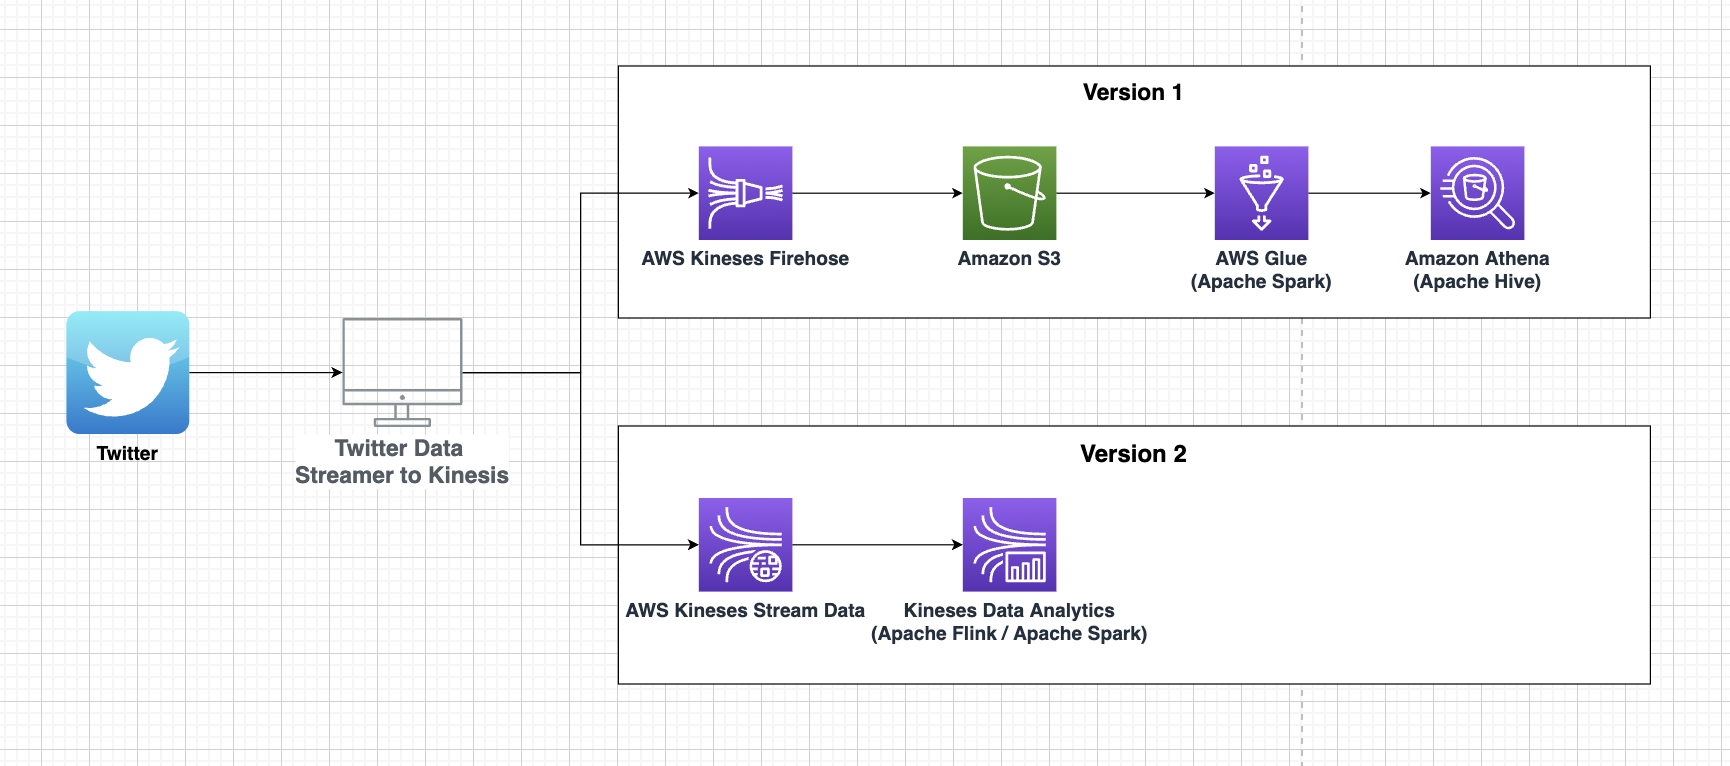 Version 1
AWS Kineses Firehose
Amazon S3
AWS Glue
(Apache Spark)
Amazon Athena
(Apache Hive)
Twitter
Twitter Data
Streamer to Kinesis
Version 2
AWS Kineses Stream Data
Kineses Data Analytics
(Apache Flink / Apache Spark)